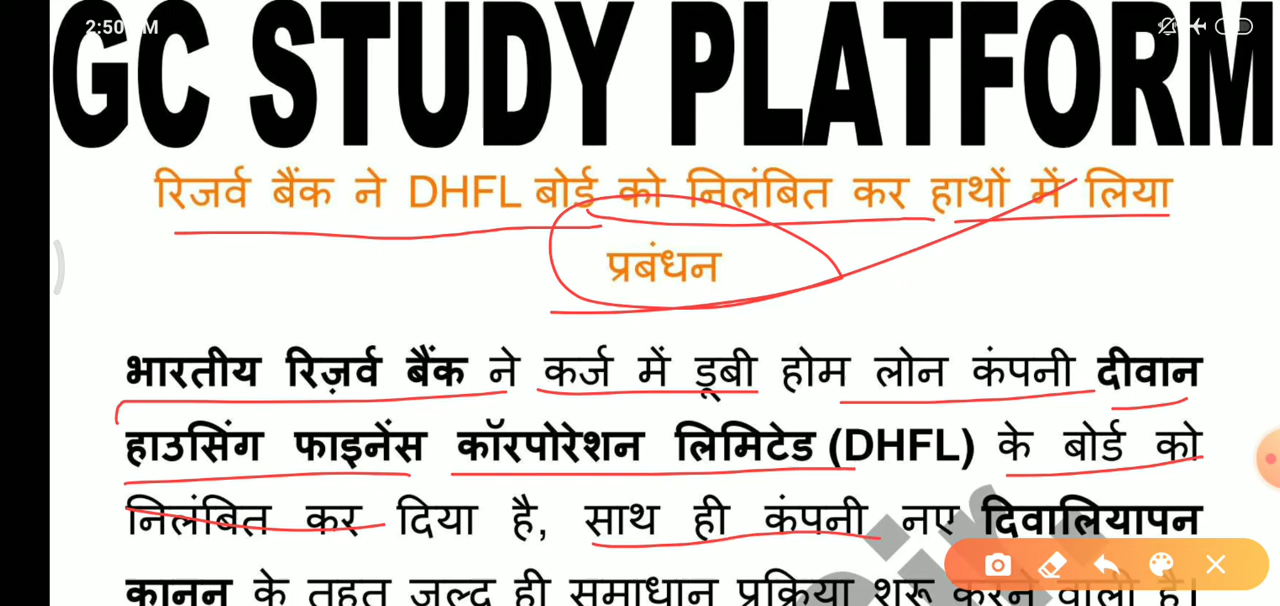 2:50 PM
GC STUDY PLATFORM
रिजर्व बैंक ने DHFL बोर्ड को निलंबित कर हाथों में लिया
प्रबंधन
भारतीय रिज़र्व बैंक ने कर्ज में डूबी होम लोन कंपनी दीवान
हाउसिंग फाइनेंस कॉरपोरेशन लिमिटेड (DHFL) के बोर्ड को
निलंबित कर दिया है, साथ ही कंपनी नए दिवालियापन
कानून के तहत जल्द ही समाधान प्रक्रिया शुरू करने वाली है।